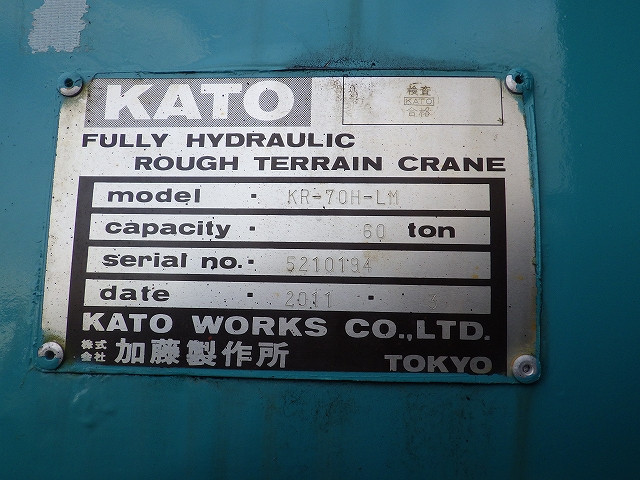 KATO
検査
KATO
合格
FULLY HYDRAULIC
ROUGH TERRAIN CRANE
model · KR-70H-LM
capacity · 60 ton
serial no. · 5210194
date · 2011 ·
KATO WORKS CO.,LTD.
株式会社 加藤製作所
TOKYO